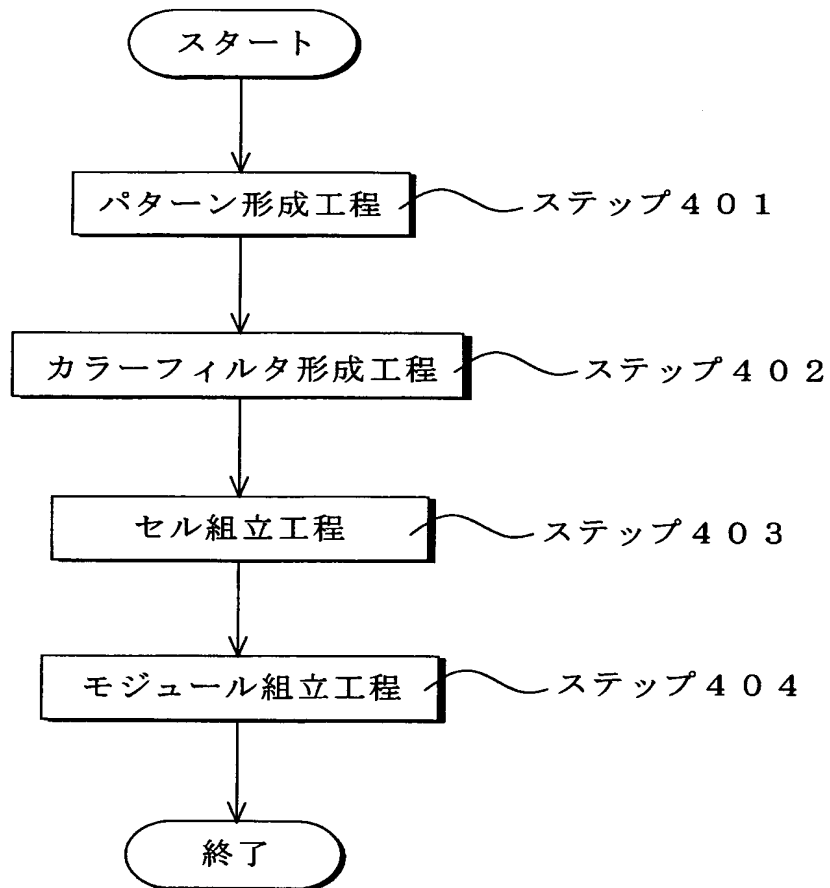 スタート
パターン形成工程
ステップ401
カラーフィルタ形成工程
ステップ402
セル組立工程
ステップ403
モジュール組立工程
ステップ404
終了